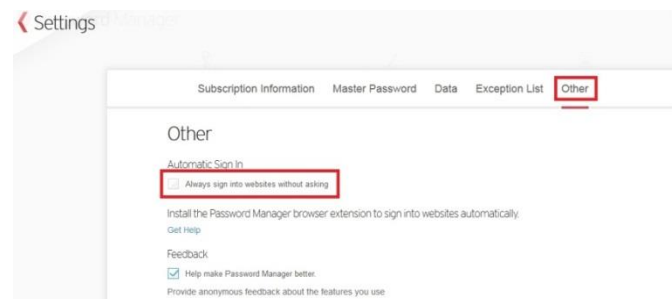 Settings
Subscription Information Master Password Data Exception List Other
Other
Automatic Sign In
Always sign into websites without asking
Install the Password Manager browser extension to sign into websites automatically.
Get Help
Feedback
Help make Password Manager better.
Provide anonymous feedback about the features you use